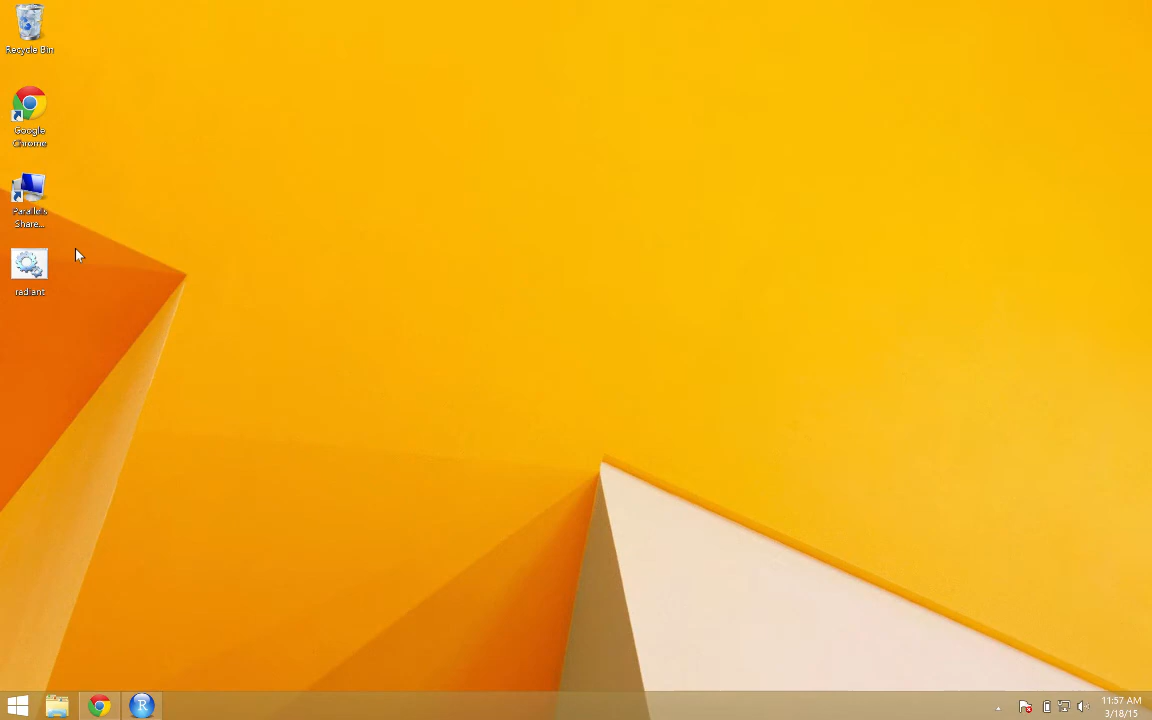 Recycle Bin
Google
Chrome
Parallels
Share...
radiant
R
11:57 AM
3/18/15